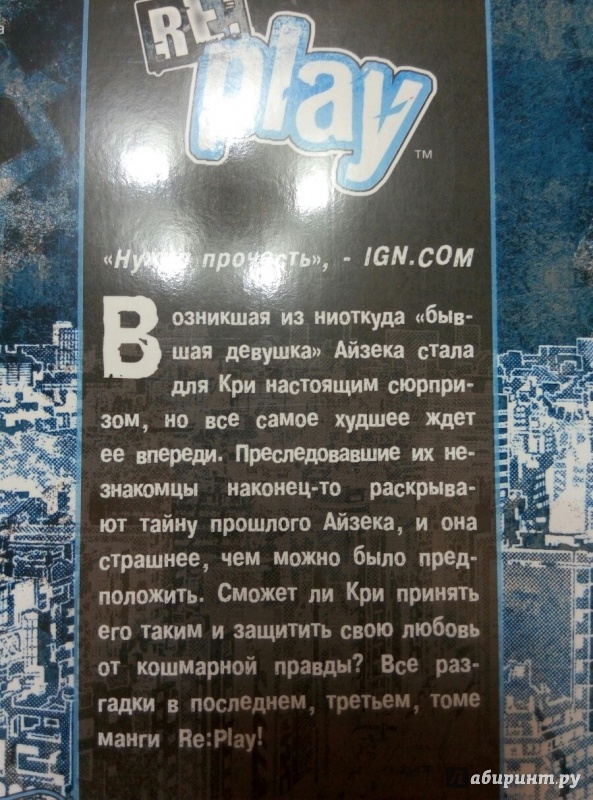 Re:
play
TM
«Нужно прочесть», - IGN.COM
Возникшая из ниоткуда «быв-
шая девушка» Айзека стала
для Кри настоящим сюрпри-
зом, но все самое худшее ждет
ее впереди. Преследовавшие их не-
знакомцы наконец-то раскрыва-
ют тайну прошлого Айзека, и она
страшнее, чем можно было пред-
положить. Сможет ли Кри принять
его таким и защитить свою любовь
от кошмарной правды? Все раз-
гадки в последнем, третьем, томе
манги Re:Play!
абиринт.ру